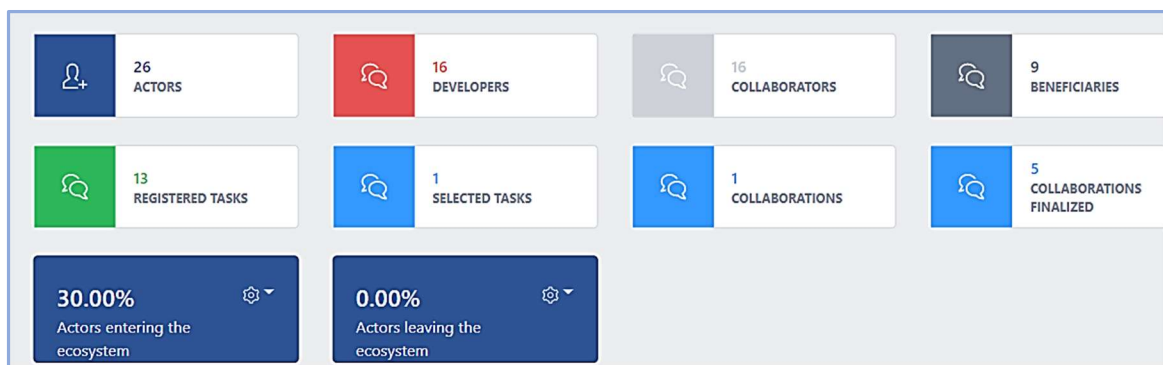 26
ACTORS
16
DEVELOPERS
16
COLLABORATORS
9
BENEFICIARIES
13
REGISTERED TASKS
1
SELECTED TASKS
1
COLLABORATIONS
5
COLLABORATIONS
FINALIZED
30.00%
Actors entering the
ecosystem
0.00%
Actors leaving the
ecosystem